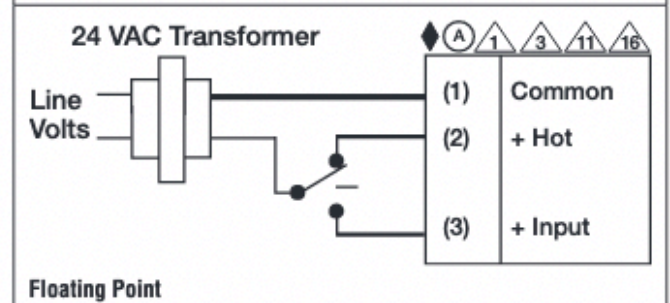 24 VAC Transformer
A 1 3 11 16
Line
Volts
(1) Common
(2) + Hot
(3) + Input
Floating Point